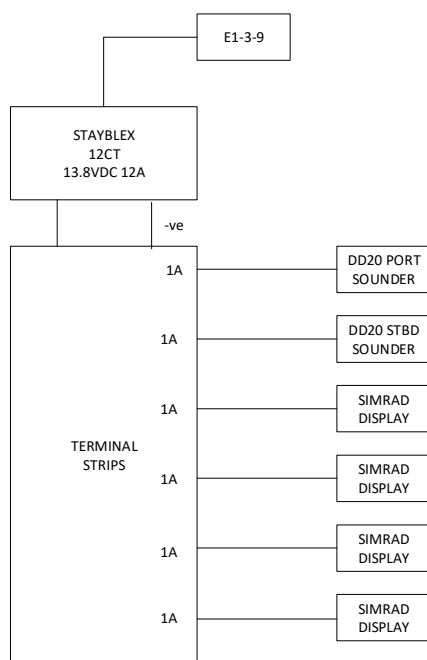 E1-3-9
STAYBLEX
12CT
13.8VDC 12A
-ve
1A
DD20 PORT
SOUNDER
1A
DD20 STBD
SOUNDER
1A
SIMRAD
DISPLAY
TERMINAL
STRIPS
1A
SIMRAD
DISPLAY
1A
SIMRAD
DISPLAY
1A
SIMRAD
DISPLAY